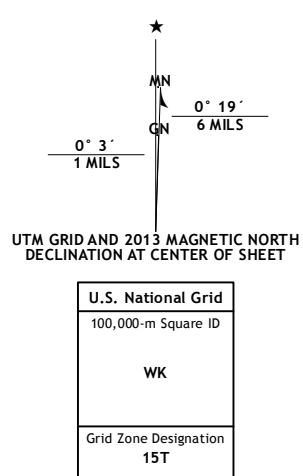 ★
MN
0° 19´
6 MILS
GN
0° 3´
1 MILS
UTM GRID AND 2013 MAGNETIC NORTH
DECLINATION AT CENTER OF SHEET
U.S. National Grid
100,000-m Square ID
WK
Grid Zone Designation
15T